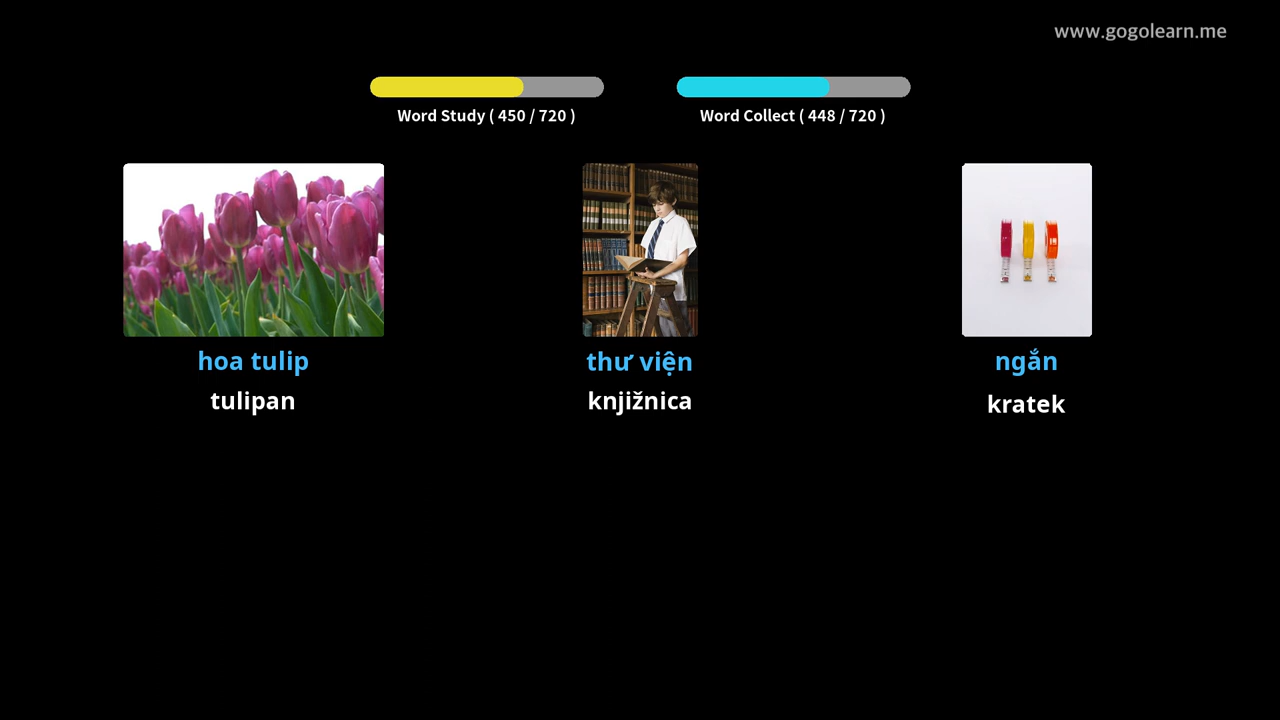 www.gogolearn.me
Word Study ( 450 / 720 )
Word Collect ( 448 / 720 )
hoa tulip
tulipan
thư viện
knjižnica
ngắn
kratek